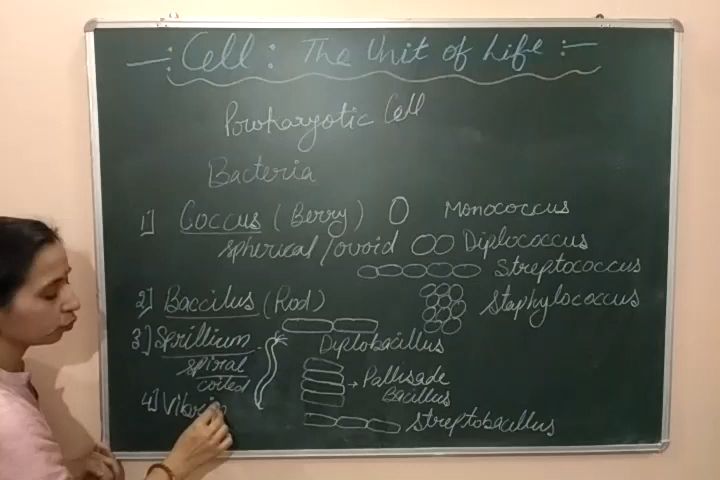 -: Cell : The Unit of Life :-
Prokaryotic Cell
Bacteria
1] Coccus (Berry) Monococcus
Spherical/ovoid Diplococcus
Streptococcus
Staphylococcus
2] Baccilus (Rod)
3] Sprillium Diplobacillus
Spiral
coiled
→ Pallisade
Bacillus
4] Vibrio
Streptobacillus